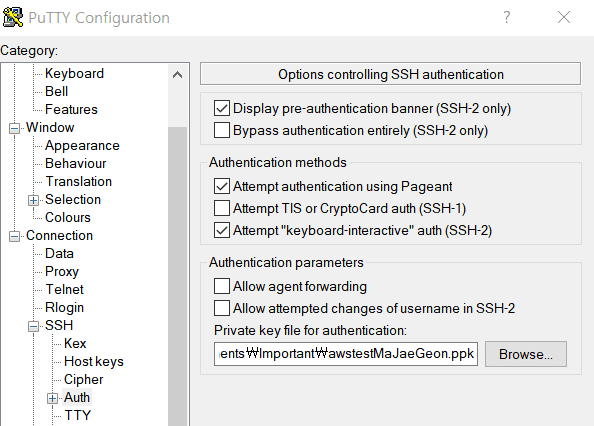 PuTTY Configuration
Category:
Keyboard
Bell
Features
Window
Appearance
Behaviour
Translation
Selection
Colours
Connection
Data
Proxy
Telnet
Rlogin
SSH
Kex
Host keys
Cipher
Auth
TTY
Options controlling SSH authentication
Display pre-authentication banner (SSH-2 only)
Bypass authentication entirely (SSH-2 only)
Authentication methods
Attempt authentication using Pageant
Attempt TIS or CryptoCard auth (SSH-1)
Attempt "keyboard-interactive" auth (SSH-2)
Authentication parameters
Allow agent forwarding
Allow attempted changes of username in SSH-2
Private key file for authentication:
ents₩Important₩awstestMaJaeGeon.ppk Browse...